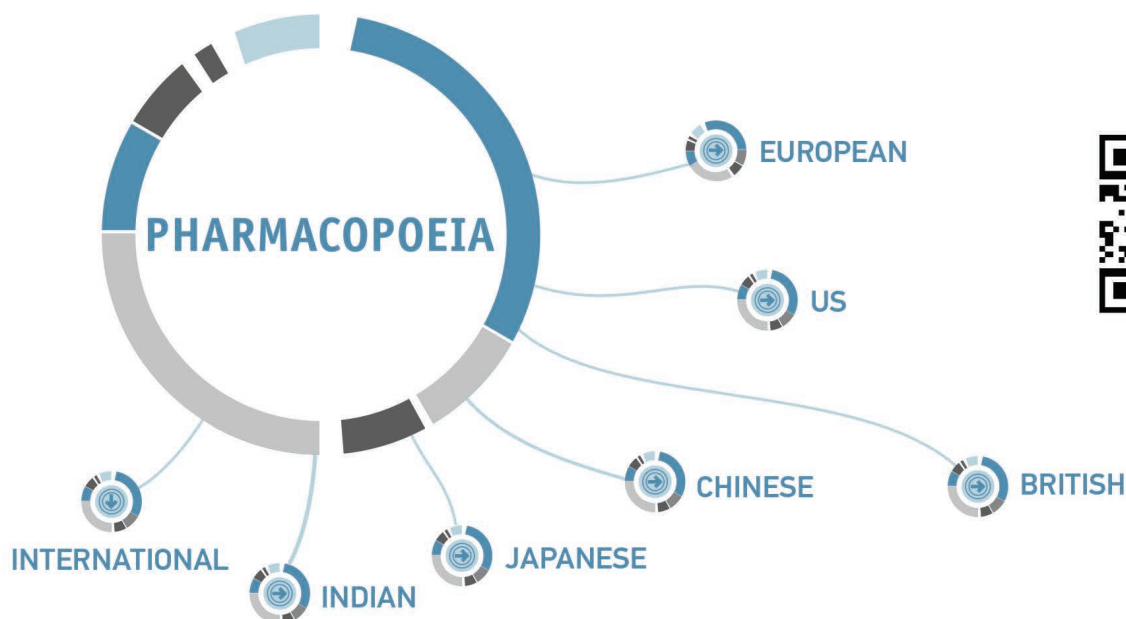 PHARMACOPOEIA
EUROPEAN
US
CHINESE
BRITISH
JAPANESE
INTERNATIONAL
INDIAN